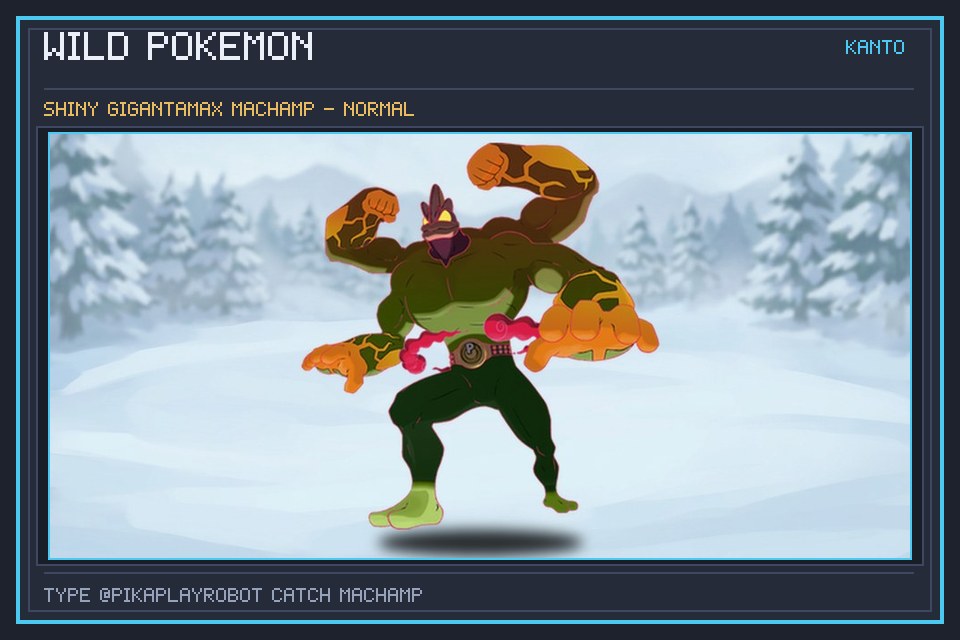 WILD POKEMON
KANTO
SHINY GIGANTAMAX MACHAMP - NORMAL
TYPE @PIKAPLAYROBOT CATCH MACHAMP